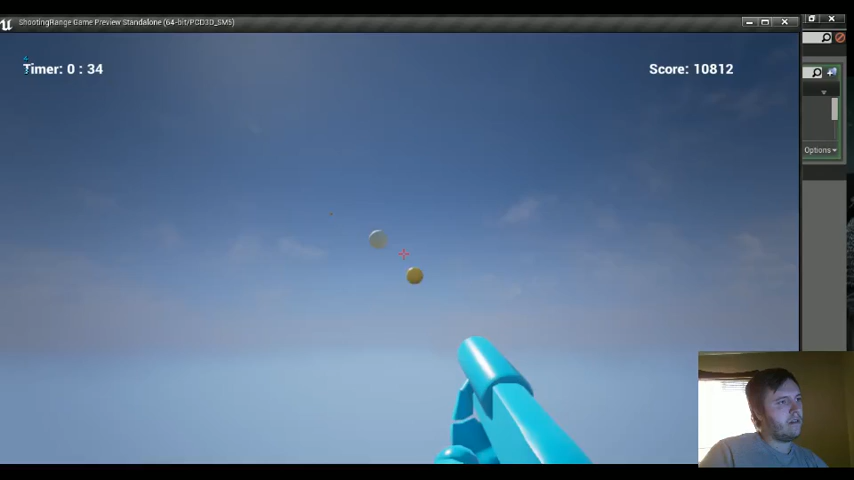 ShootingRange Game Preview Standalone (64-bit/PCD3D_SM5)
Timer: 0 : 34
Score: 10812
Options